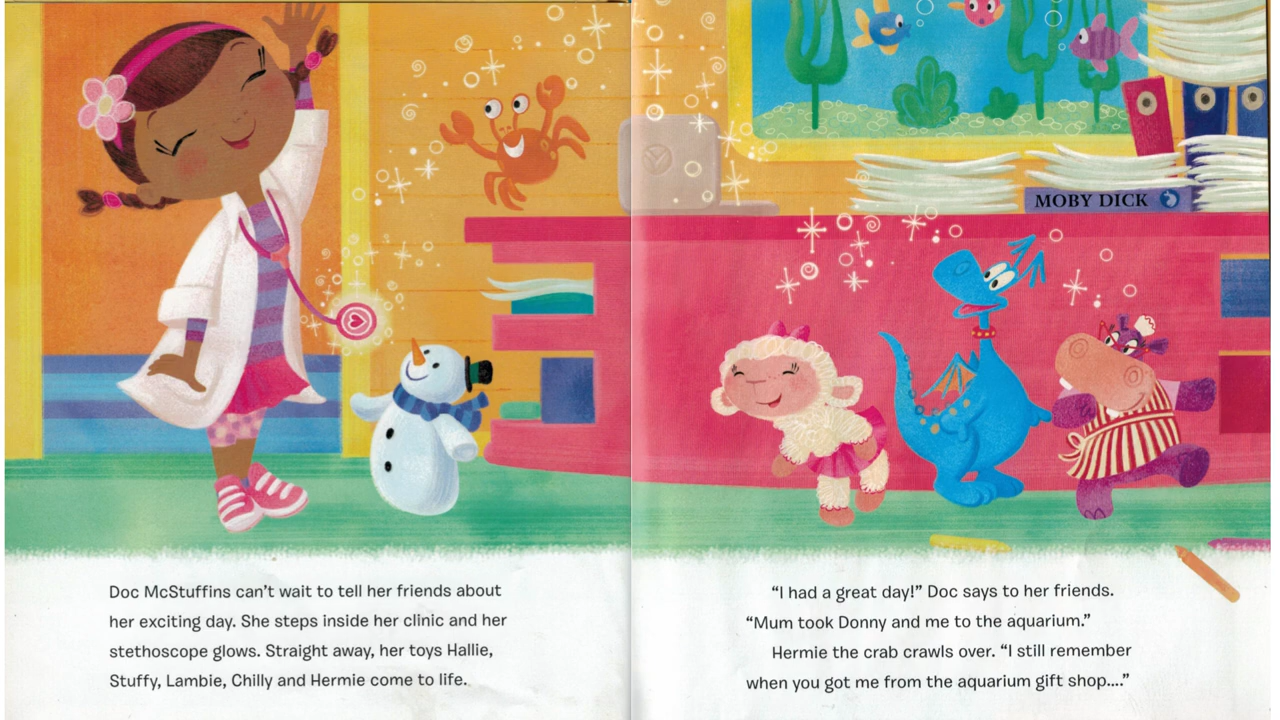 MOBY DICK
Doc McStuffins can’t wait to tell her friends about
her exciting day. She steps inside her clinic and her
stethoscope glows. Straight away, her toys Hallie,
Stuffy, Lambie, Chilly and Hermie come to life.
“I had a great day!” Doc says to her friends.
“Mum took Donny and me to the aquarium.”
Hermie the crab crawls over. “I still remember
when you got me from the aquarium gift shop....”